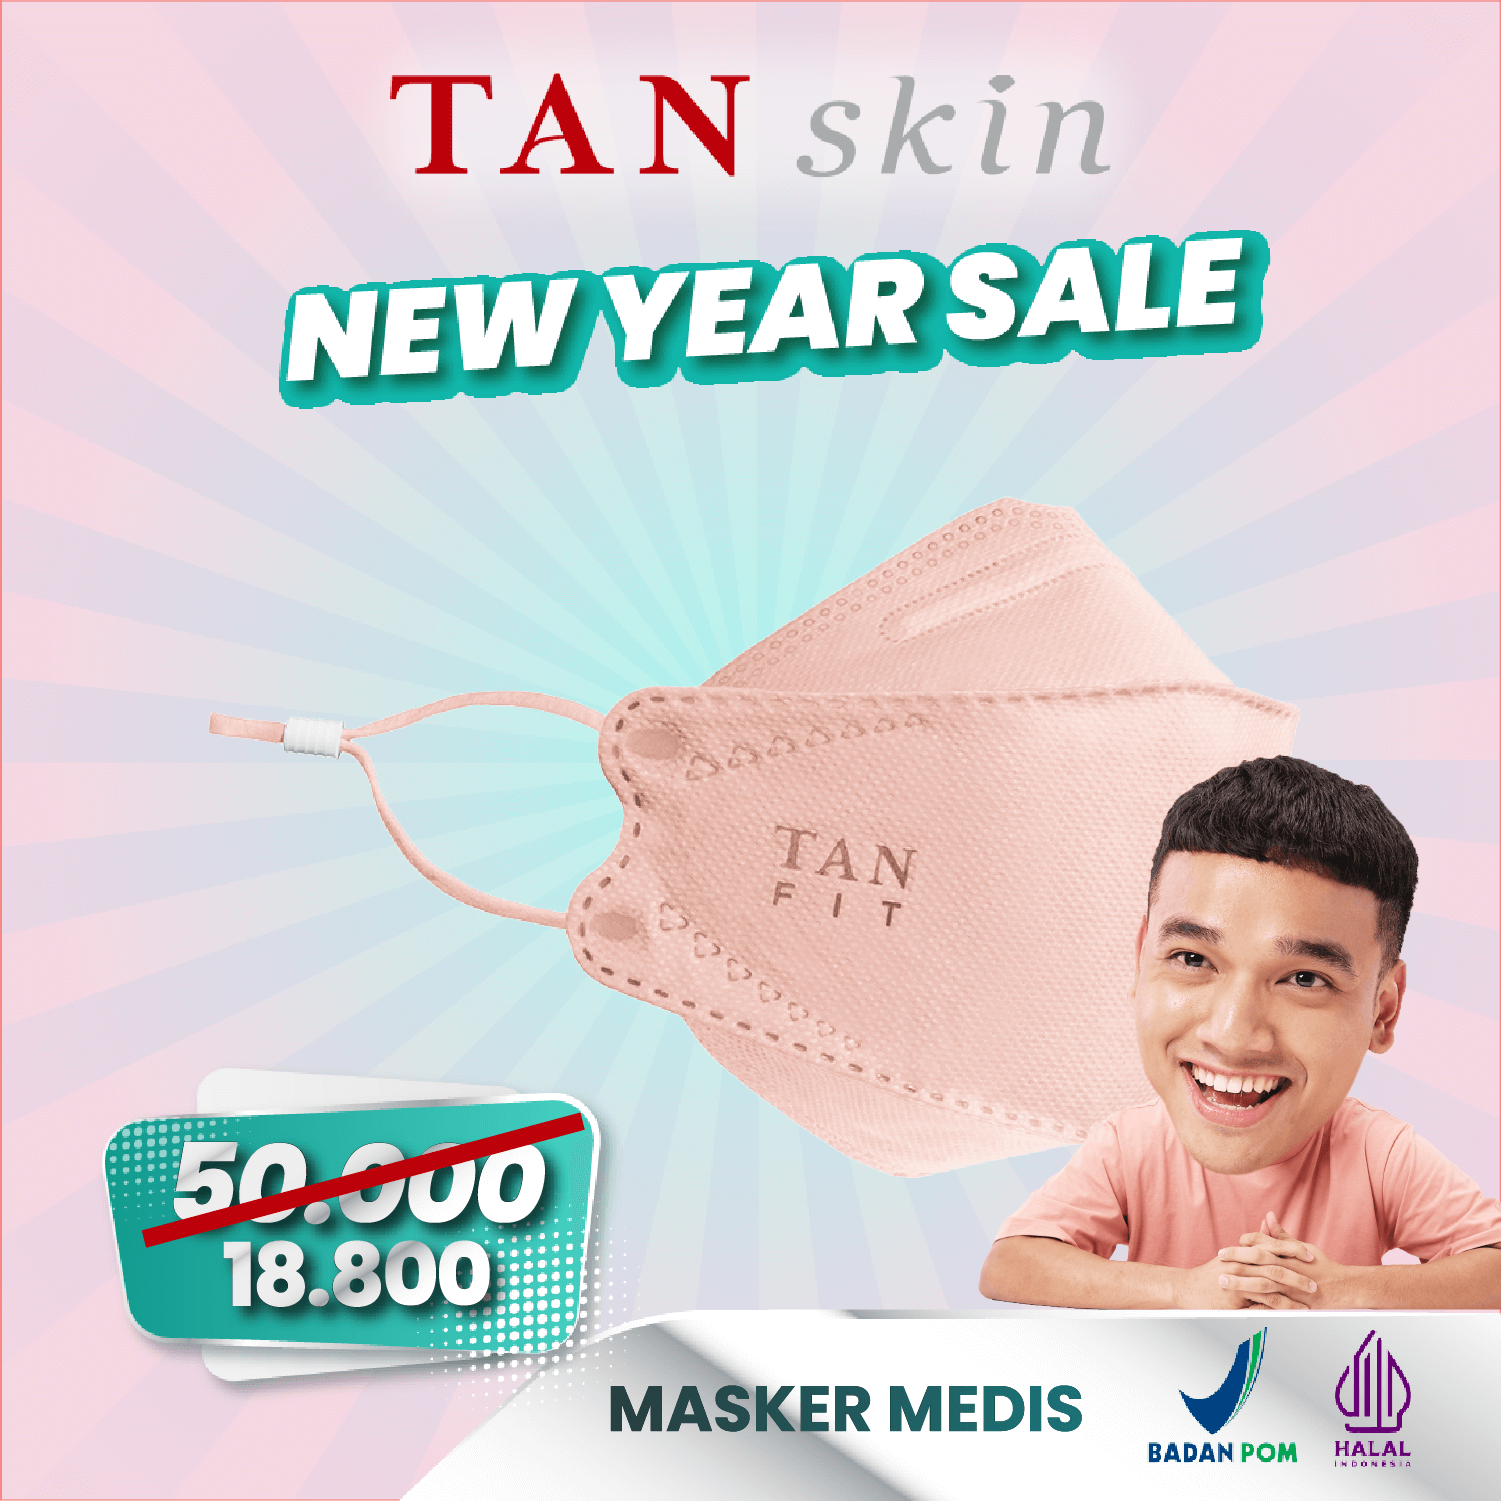 TAN skin
NEW YEAR SALE
TAN
FIT
50.000
18.800
MASKER MEDIS
BADAN POM
HALAL
INDONESIA